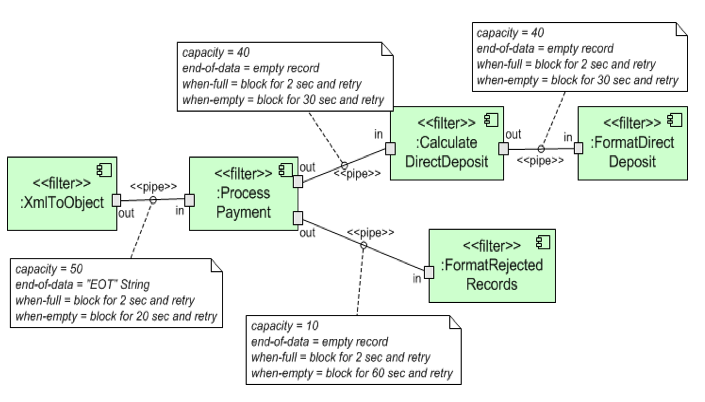 capacity = 40
end-of-data = empty record
when-full = block for 2 sec and retry
when-empty = block for 30 sec and retry
capacity = 40
end-of-data = empty record
when-full = block for 2 sec and retry
when-empty = block for 30 sec and retry
<<filter>>
:XmlToObject
out
<<pipe>>
in
<<filter>>
:Process
Payment
out
out
<<pipe>>
in
<<filter>>
:Calculate
DirectDeposit
out
<<pipe>>
in
<<filter>>
:FormatDirect
Deposit
<<pipe>>
in
<<filter>>
:FormatRejected
Records
capacity = 50
end-of-data = "EOT" String
when-full = block for 2 sec and retry
when-empty = block for 20 sec and retry
capacity = 10
end-of-data = empty record
when-full = block for 2 sec and retry
when-empty = block for 60 sec and retry